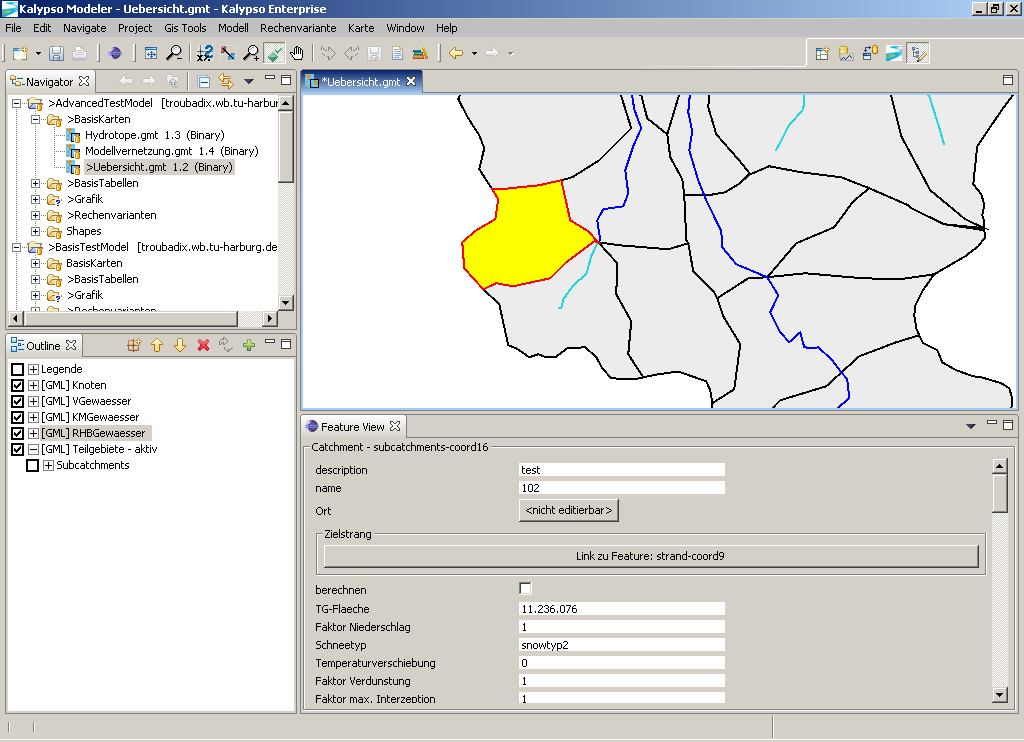 Kalypso Modeler - Uebersicht.gmt - Kalypso Enterprise
File Edit Navigate Project Gis Tools Modell Rechenvariante Karte Window Help
Navigator
>AdvancedTestModel [troubadix.wb.tu-harbur
>BasisKarten
Hydrotope.gmt 1.3 (Binary)
Modellvernetzung.gmt 1.4 (Binary)
>Uebersicht.gmt 1.2 (Binary)
>BasisTabellen
>Grafik
>Rechenvarianten
Shapes
>BasisTestModel [troubadix.wb.tu-harburg.de
BasisKarten
>BasisTabellen
>Grafik
>Rechenvarianten
Outline
Legende
[GML] Knoten
[GML] VGewaesser
[GML] KMGewaesser
[GML] RHBGewaesser
[GML] Teilgebiete - aktiv
Subcatchments
*Uebersicht.gmt
Feature View
Catchment - subcatchments-coord16
description test
name 102
Ort <nicht editierbar>
Zielstrang
Link zu Feature: strand-coord9
berechnen
TG-Flaeche 11.236.076
Faktor Niederschlag 1
Schneetyp snowtyp2
Temperaturverschiebung 0
Faktor Verdunstung 1
Faktor max. Interzeption 1